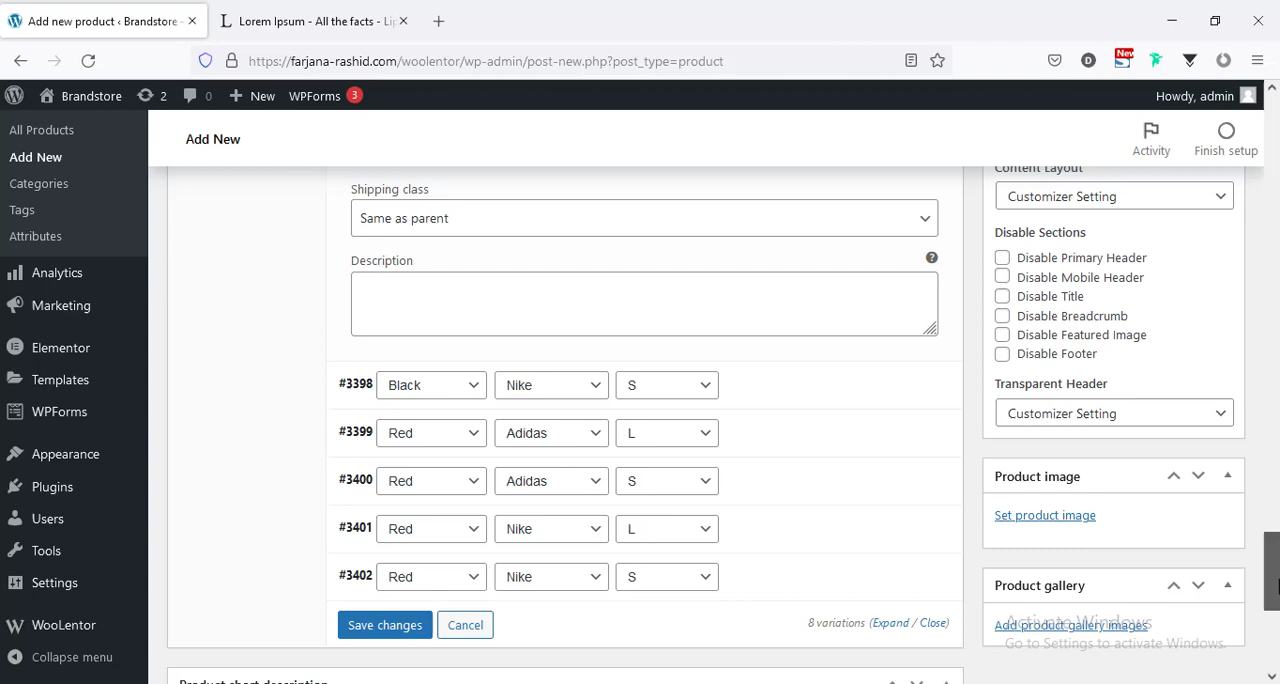 Add new product ‹ Brandstore –
Lorem Ipsum - All the facts - Lip
https://farjana-rashid.com/woolentor/wp-admin/post-new.php?post_type=product
New
Brandstore
2
0
New
WPForms
3
Howdy, admin
All Products
Add New
Categories
Tags
Attributes
Analytics
Marketing
Elementor
Templates
WPForms
Appearance
Plugins
Users
Tools
Settings
WooLentor
Collapse menu
Add New
Activity
Finish setup
Shipping class
Same as parent
Description
#3398 Black Nike S
#3399 Red Adidas L
#3400 Red Adidas S
#3401 Red Nike L
#3402 Red Nike S
Save changes
Cancel
8 variations (Expand / Close)
Product short description
Content Layout
Customizer Setting
Disable Sections
Disable Primary Header
Disable Mobile Header
Disable Title
Disable Breadcrumb
Disable Featured Image
Disable Footer
Transparent Header
Customizer Setting
Product image
Set product image
Product gallery
Add product gallery images
Activate Windows
Go to Settings to activate Windows.